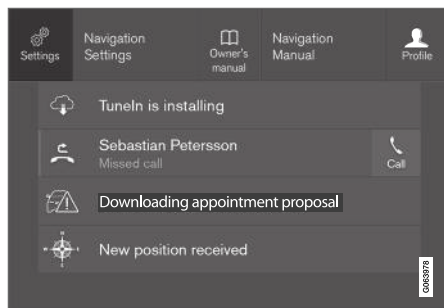 Settings
Navigation
Settings
Owner's
manual
Navigation
Manual
Profile
TuneIn is installing
Sebastian Petersson
Missed call
Call
Downloading appointment proposal
New position received
G063978